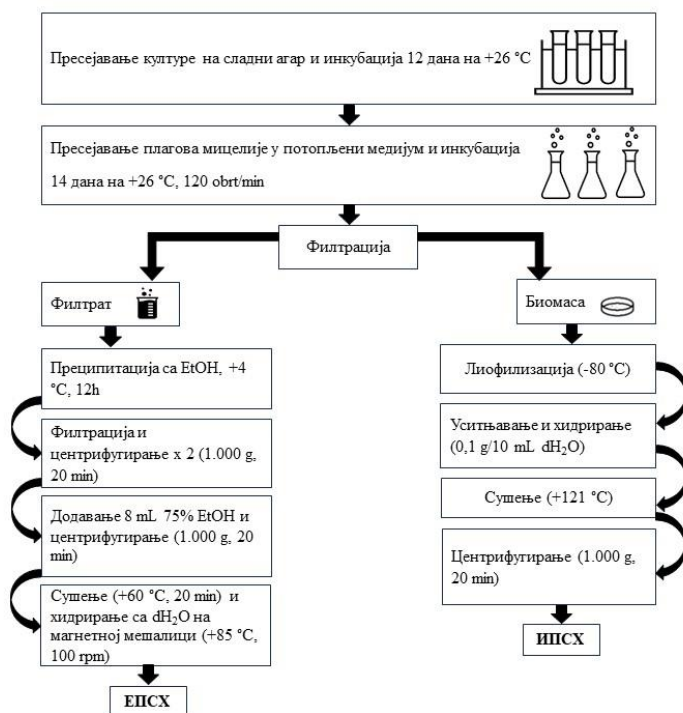 Пресејавање културе на сладни агар и инкубација 12 дана на +26 °C
Пресејавање плагова мицелије у потопљени медијум и инкубација
14 дана на +26 °C, 120 obrt/min
Филтрација
Филтрат
Преципитација са EtOH, +4
°C, 12h
Филтрација и
центрифугирање x 2 (1.000 g,
20 min)
Додавање 8 mL 75% EtOH и
центрифугирање (1.000 g, 20
min)
Сушење (+60 °C, 20 min) и
хидрирање са dH₂O на
магнетној мешалици (+85 °C,
100 rpm)
ЕПСХ
Биомаса
Лиофилизација (-80 °C)
Уситњавање и хидрирање
(0,1 g/10 mL dH₂O)
Сушење (+121 °C)
Центрифугирање (1.000 g,
20 min)
ИПСХ